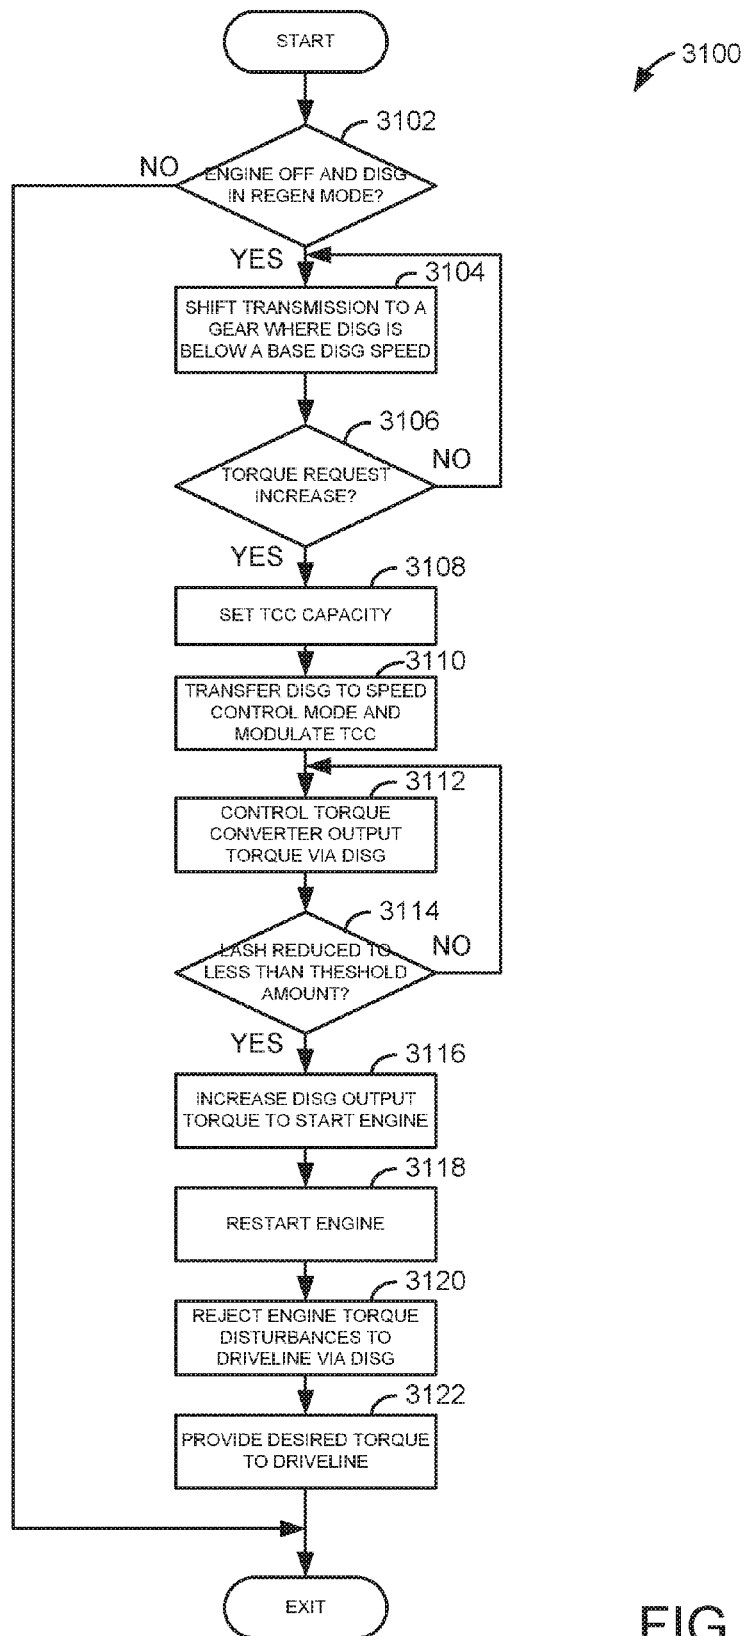 START
3100
3102
NO
ENGINE OFF AND DISG
IN REGEN MODE?
YES
3104
SHIFT TRANSMISSION TO A
GEAR WHERE DISG IS
BELOW A BASE DISG SPEED
3106
NO
TORQUE REQUEST
INCREASE?
YES
3108
SET TCC CAPACITY
3110
TRANSFER DISG TO SPEED
CONTROL MODE AND
MODULATE TCC
3112
CONTROL TORQUE
CONVERTER OUTPUT
TORQUE VIA DISG
3114
NO
LASH REDUCED TO
LESS THAN THESHOLD
AMOUNT?
YES
3116
INCREASE DISG OUTPUT
TORQUE TO START ENGINE
3118
RESTART ENGINE
3120
REJECT ENGINE TORQUE
DISTURBANCES TO
DRIVELINE VIA DISG
3122
PROVIDE DESIRED TORQUE
TO DRIVELINE
EXIT
FIG